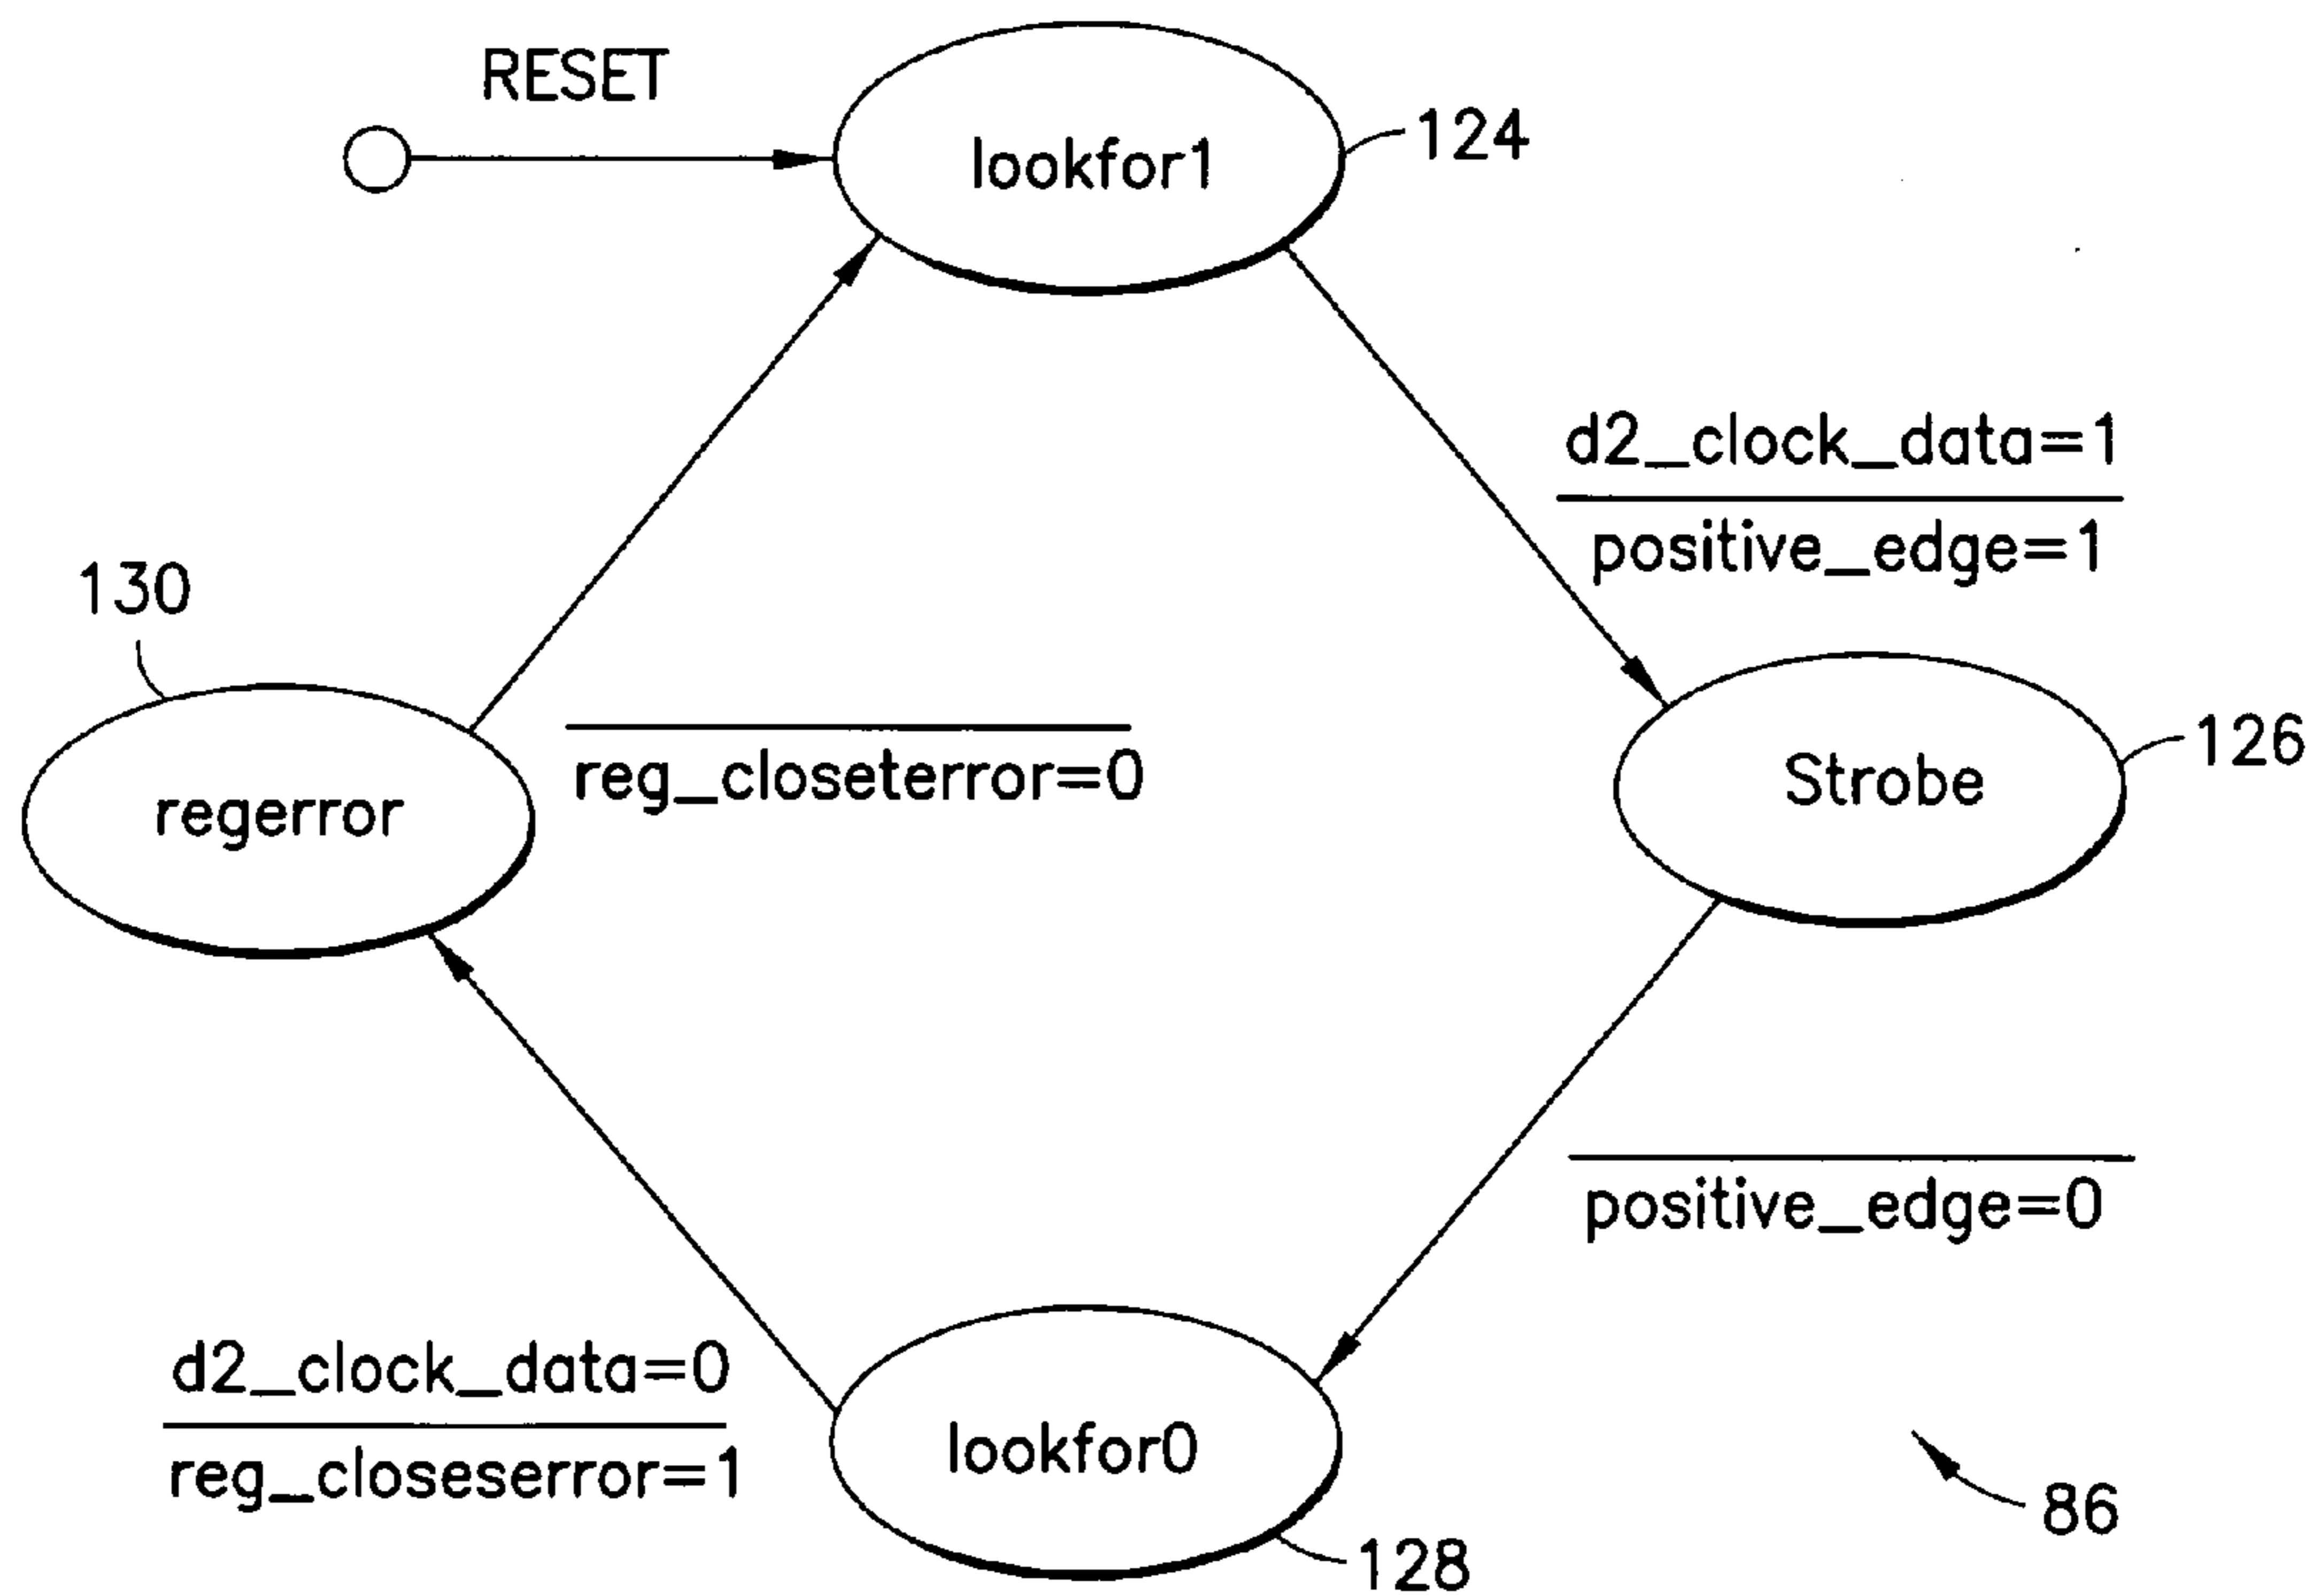 RESET
lookfor1
124
d2_clock_data=1
positive_edge=1
130
regerror
reg_closeterror=0
Strobe
126
positive_edge=0
d2_clock_data=0
reg_closeserror=1
lookfor0
128
86